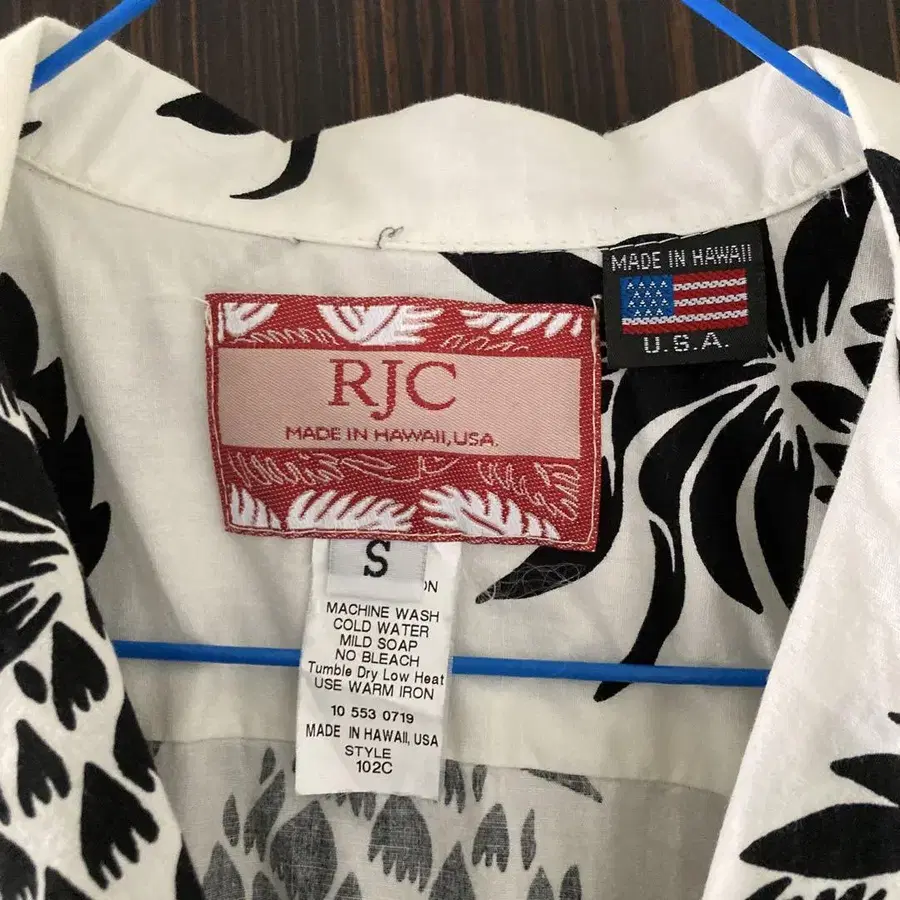 MADE IN HAWAII
U.S.A.
RJC
MADE IN HAWAII, USA.
S
ON
MACHINE WASH
COLD WATER
MILD SOAP
NO BLEACH
Tumble Dry Low Heat
USE WARM IRON
10 553 0719
MADE IN HAWAII, USA
STYLE
102C